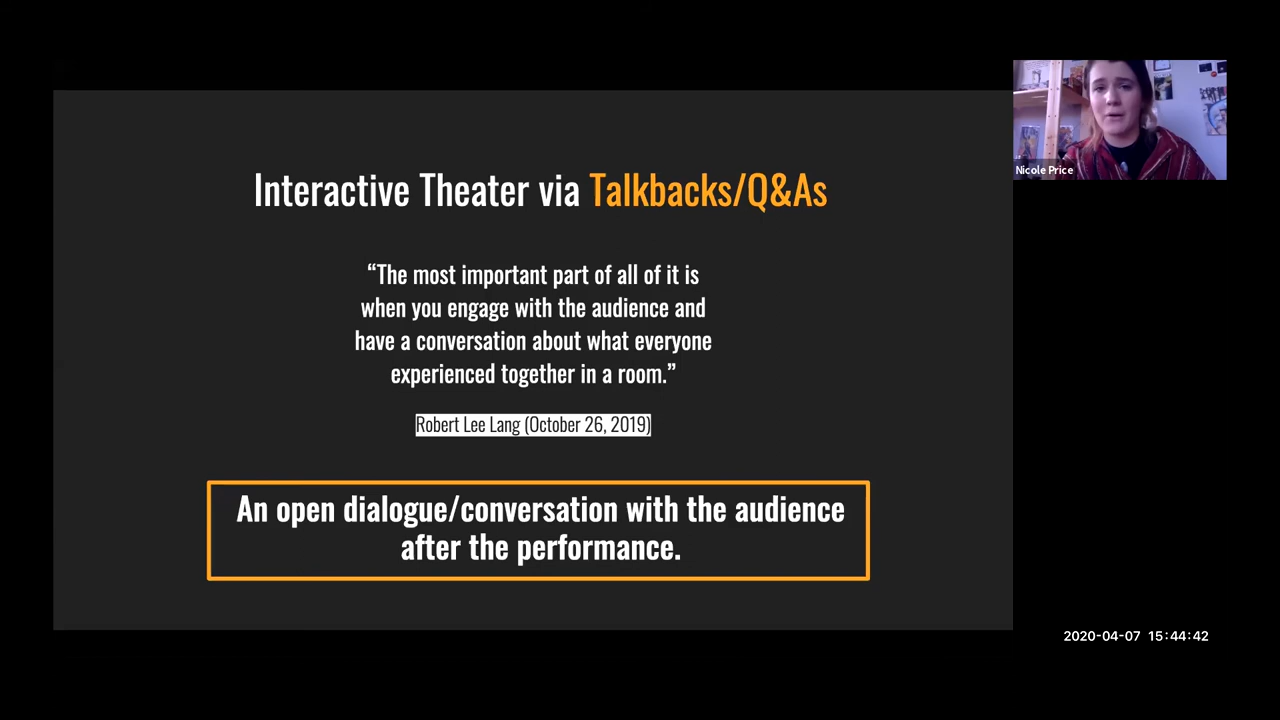 Interactive Theater via Talkbacks/Q&As
“The most important part of all of it is
when you engage with the audience and
have a conversation about what everyone
experienced together in a room.”
Robert Lee Lang (October 26, 2019)
An open dialogue/conversation with the audience
after the performance.
Nicole Price
2020-04-07 15:44:42